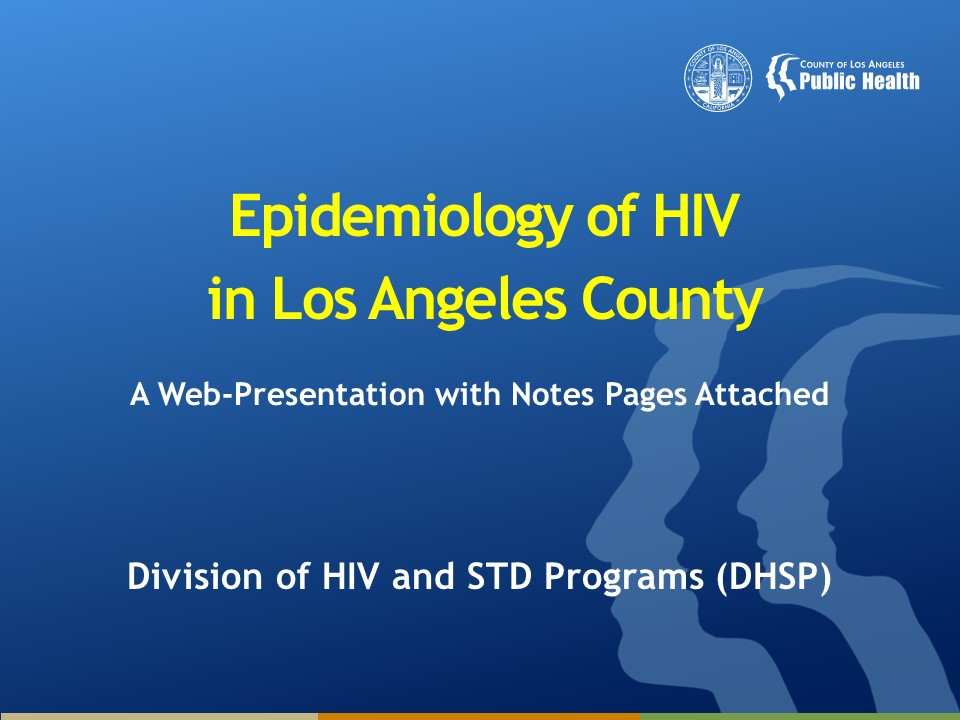 COUNTY OF LOS ANGELES
CALIFORNIA
COUNTY OF LOS ANGELES
Public Health
Epidemiology of HIV
in Los Angeles County
A Web-Presentation with Notes Pages Attached
Division of HIV and STD Programs (DHSP)